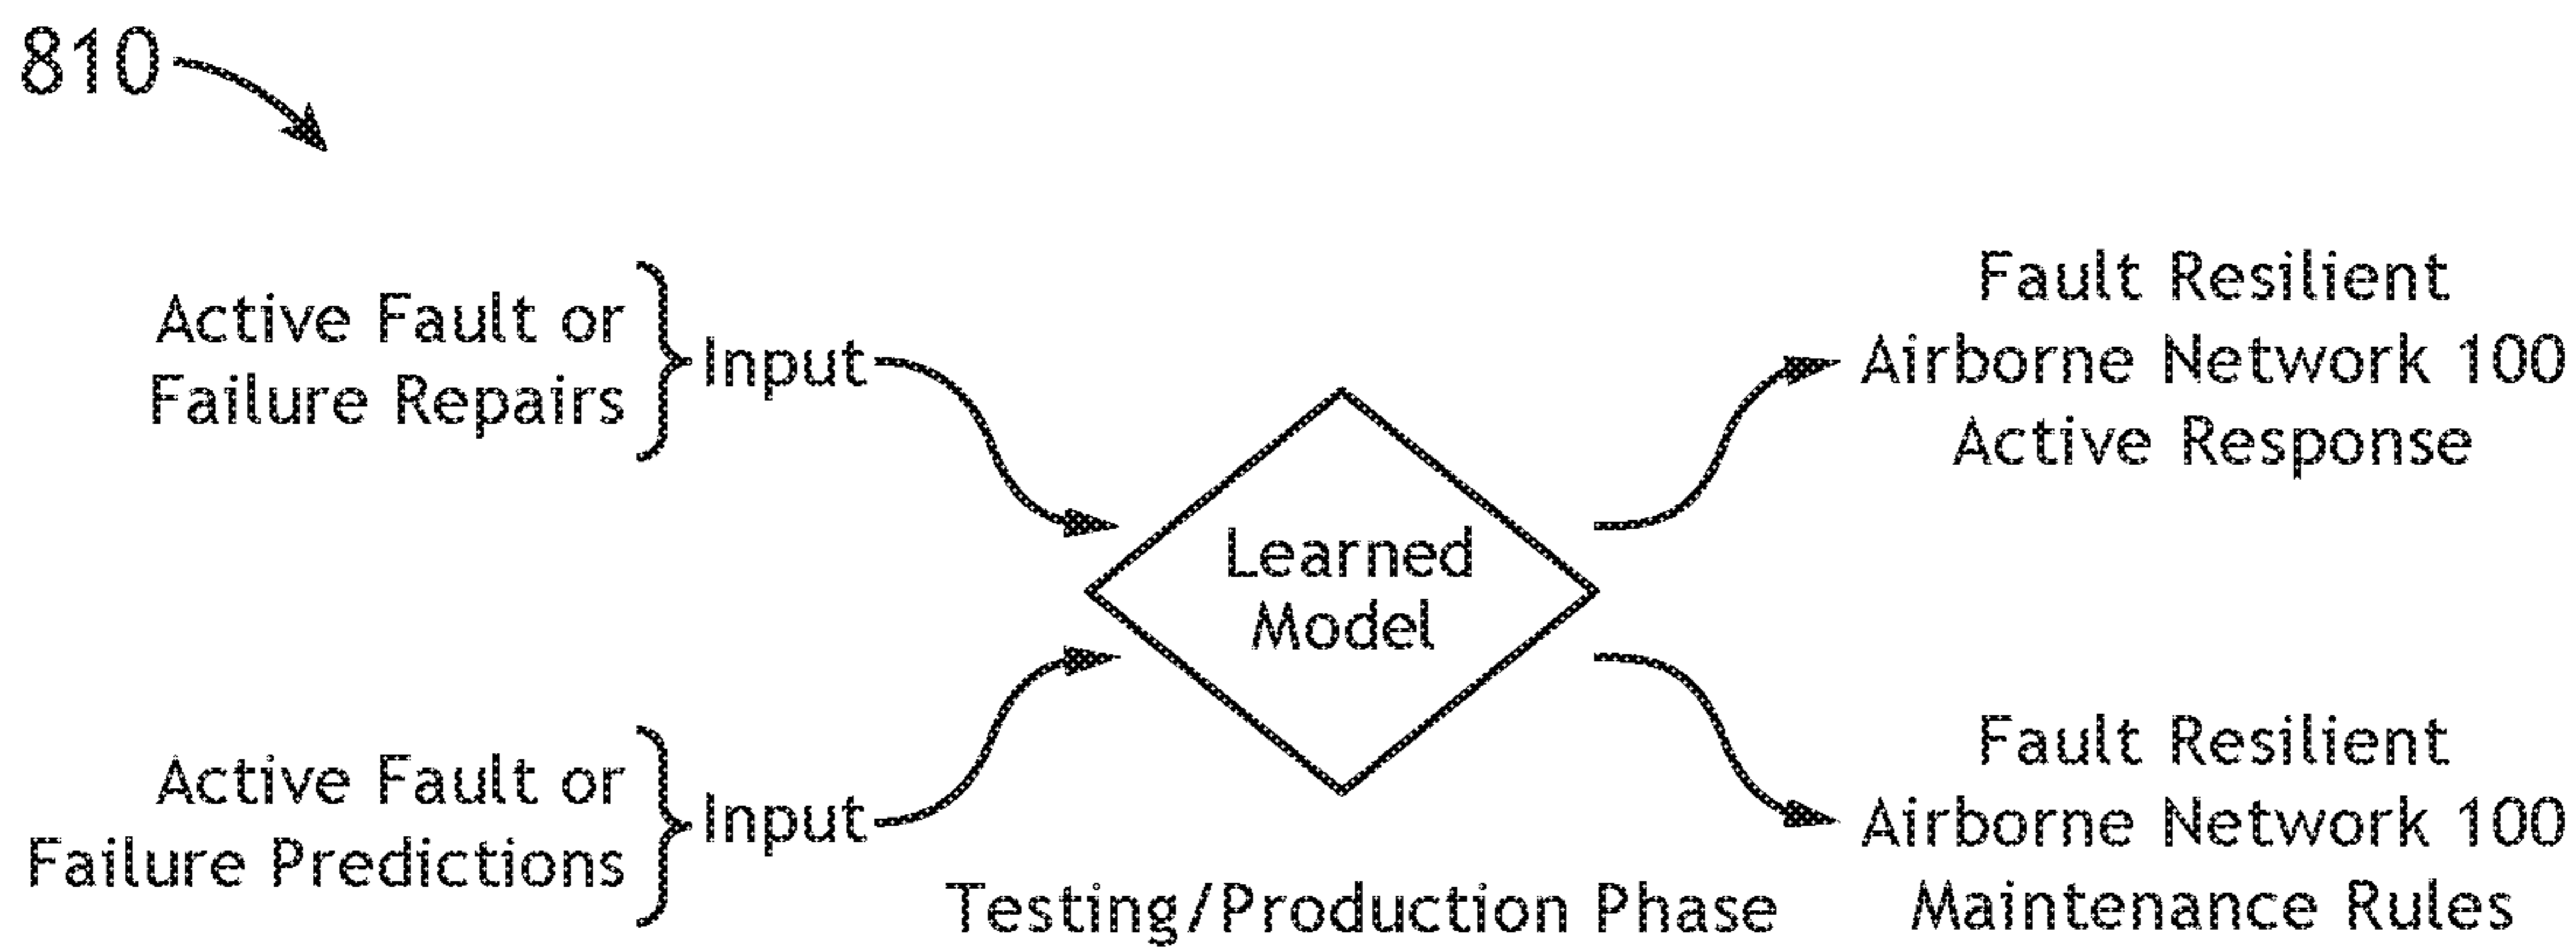 810
Active Fault or
Failure Repairs
Input
Fault Resilient
Airborne Network 100
Active Response
Learned
Model
Active Fault or
Failure Predictions
Input
Fault Resilient
Airborne Network 100
Maintenance Rules
Testing/Production Phase